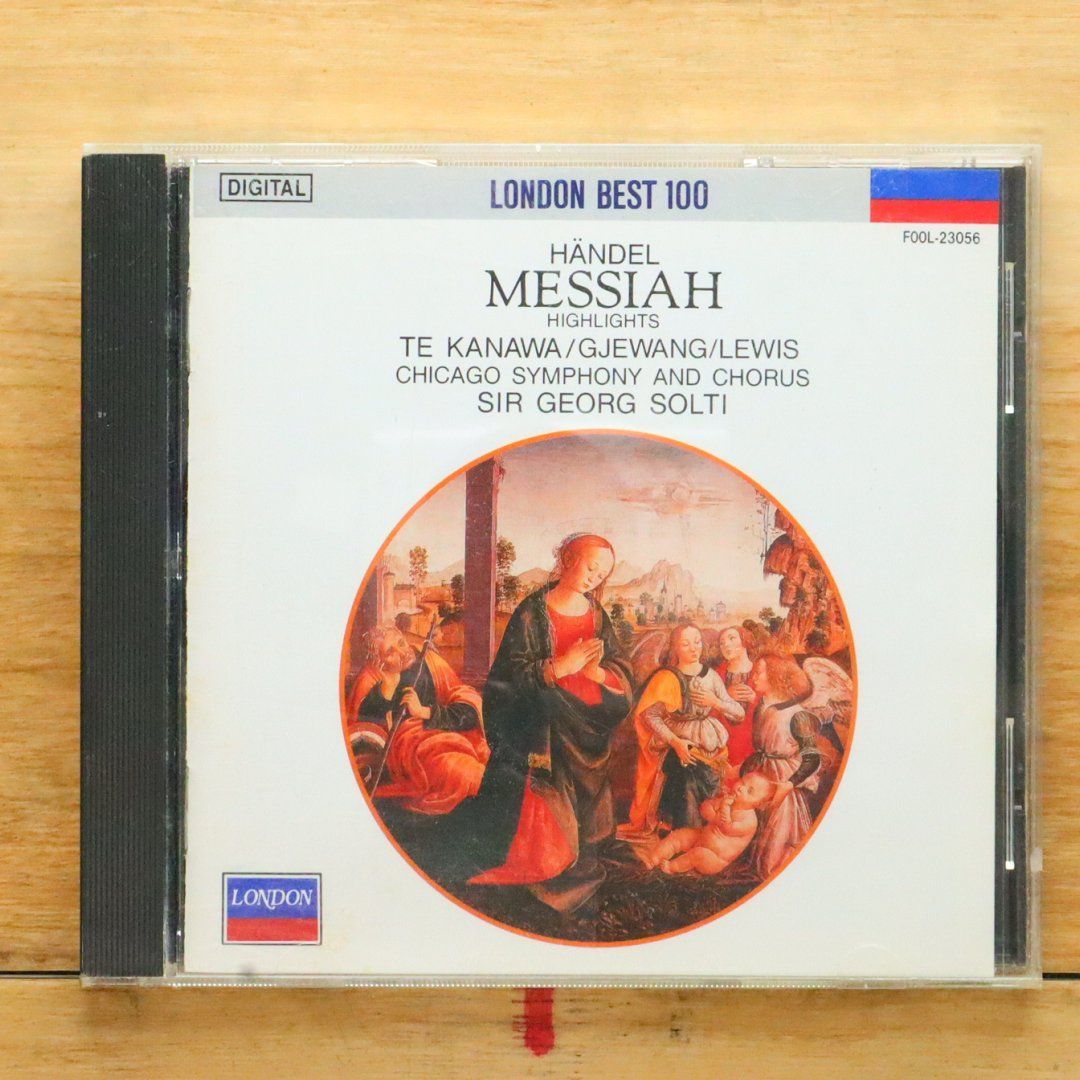 DIGITAL
LONDON BEST 100
F00L-23056
HÄNDEL
MESSIAH
HIGHLIGHTS
TE KANAWA/GJEWANG/LEWIS
CHICAGO SYMPHONY AND CHORUS
SIR GEORG SOLTI
LONDON